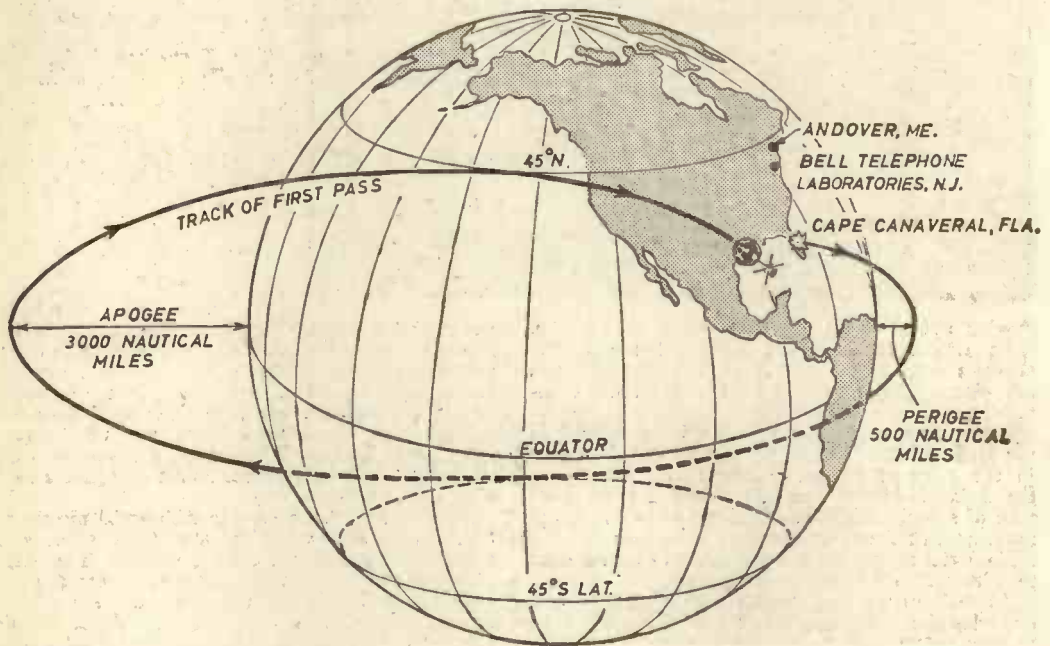 ANDOVER, ME.
45°N.
BELL TELEPHONE
LABORATORIES, N.J.
TRACK OF FIRST PASS
CAPE CANAVERAL, FLA.
APOGEE
3000 NAUTICAL
MILES
PERIGEE
500 NAUTICAL
MILES
EQUATOR
45°S LAT.